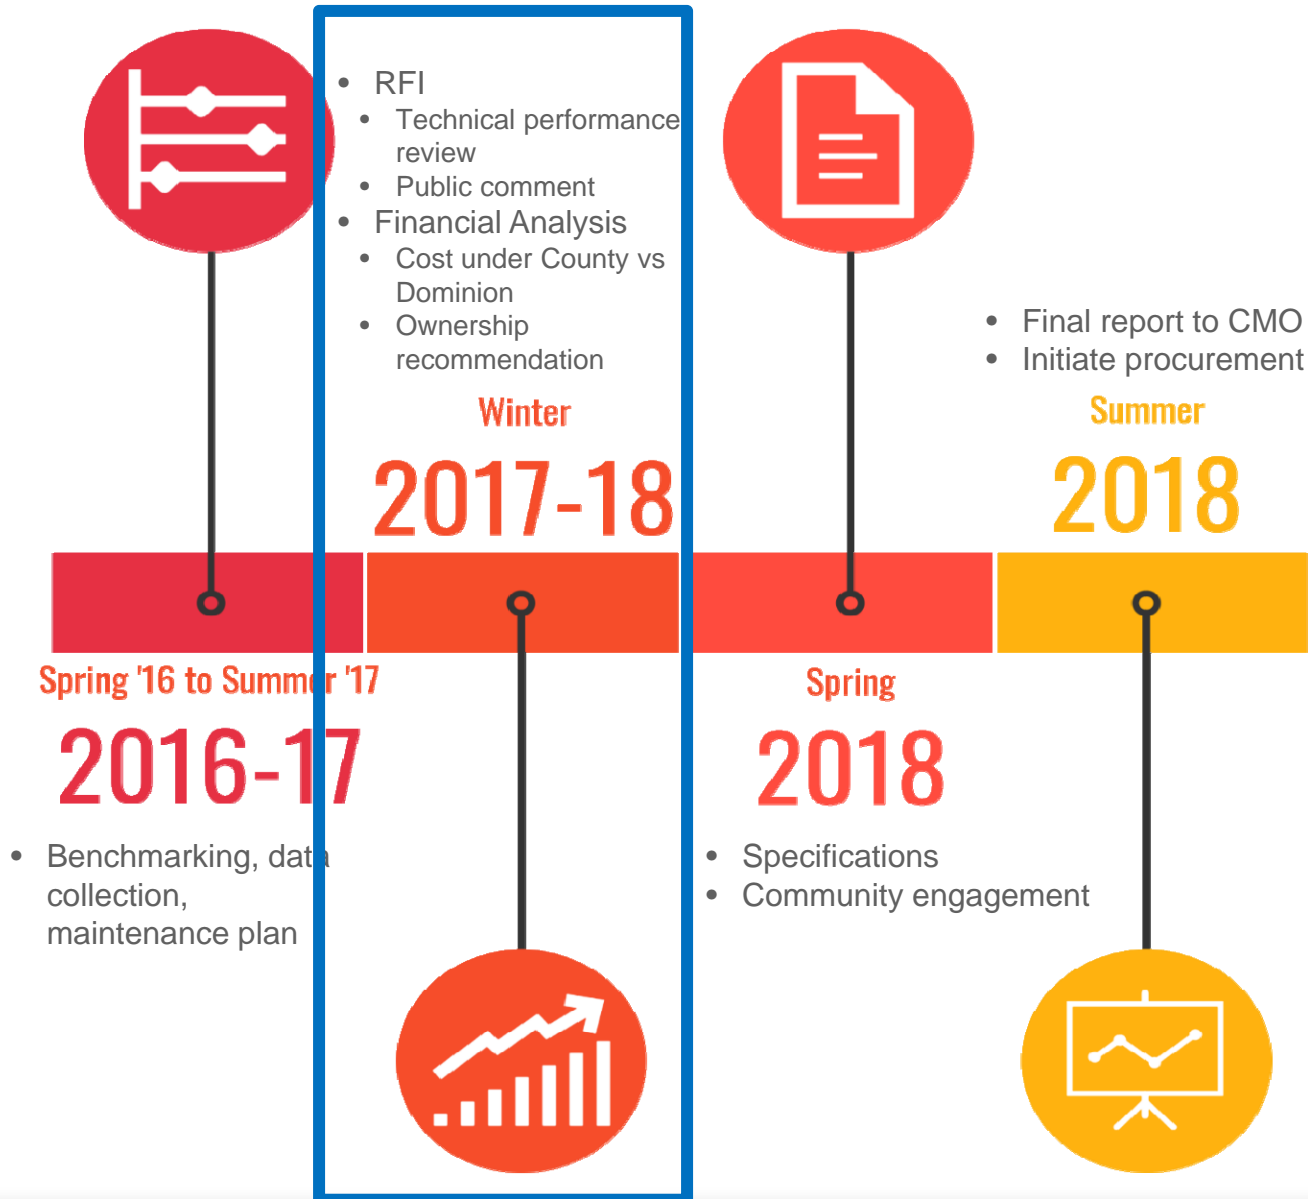 Spring '16 to Summer '17
2016-17
• Benchmarking, data
collection,
maintenance plan
• RFI
• Technical performance
review
• Public comment
• Financial Analysis
• Cost under County vs
Dominion
• Ownership
recommendation
Winter
2017-18
Spring
2018
• Specifications
• Community engagement
• Final report to CMO
• Initiate procurement
Summer
2018